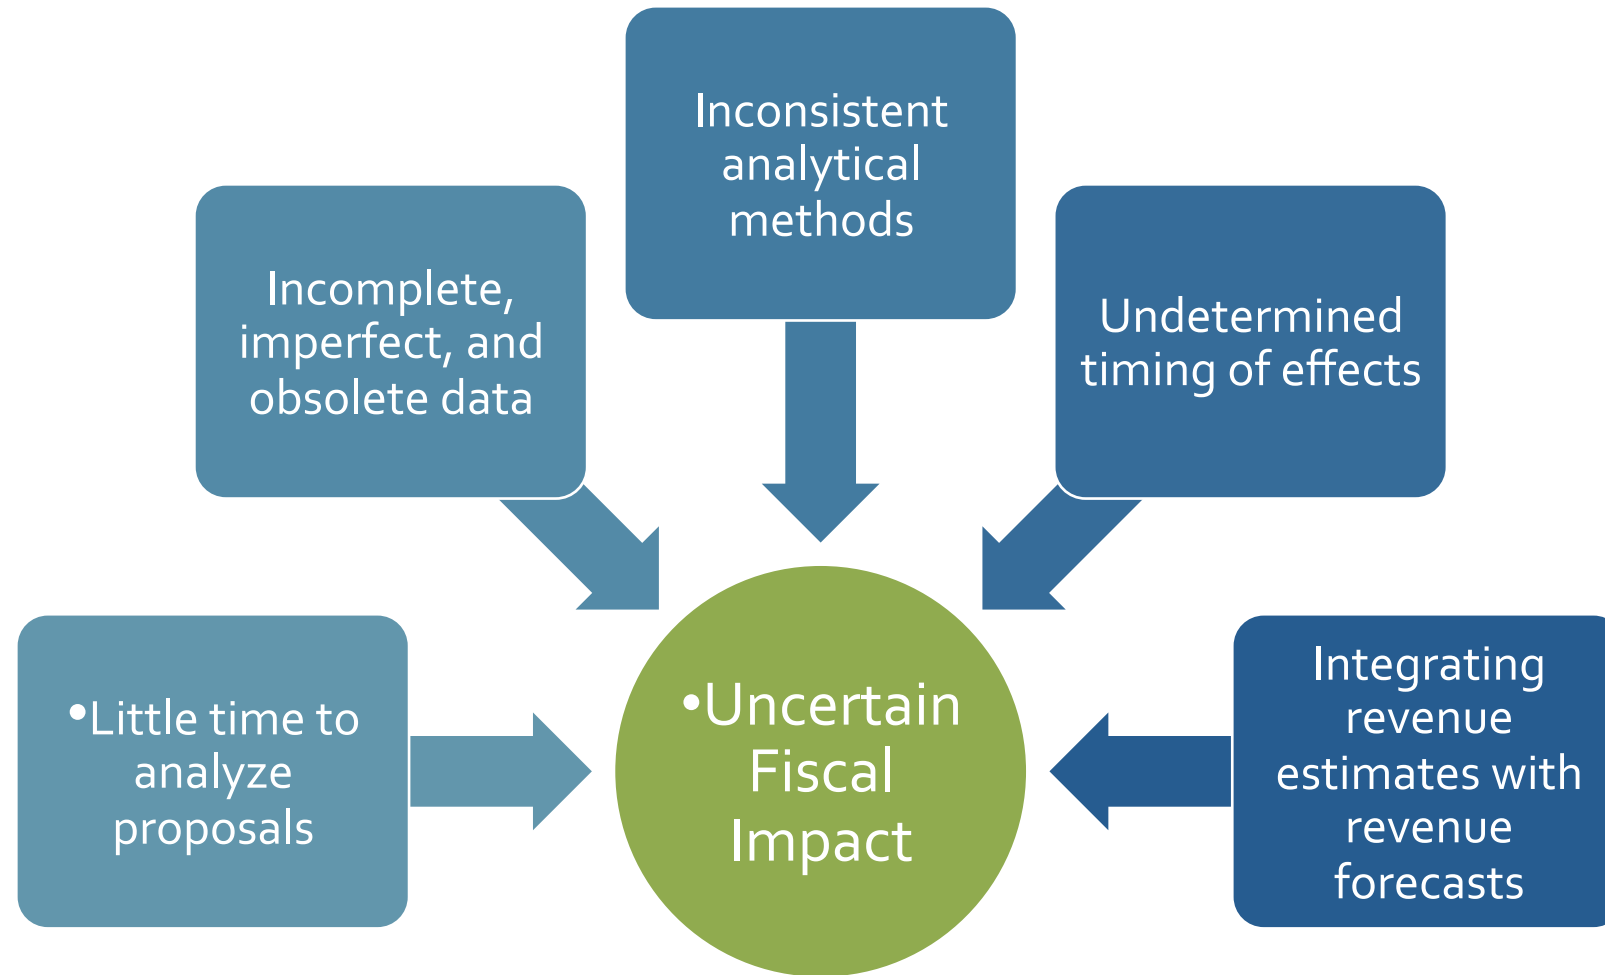 Inconsistent
analytical
methods
Incomplete,
imperfect, and
obsolete data
Undetermined
timing of effects
•Little time to
analyze
proposals
•Uncertain
Fiscal
Impact
Integrating
revenue
estimates with
revenue
forecasts